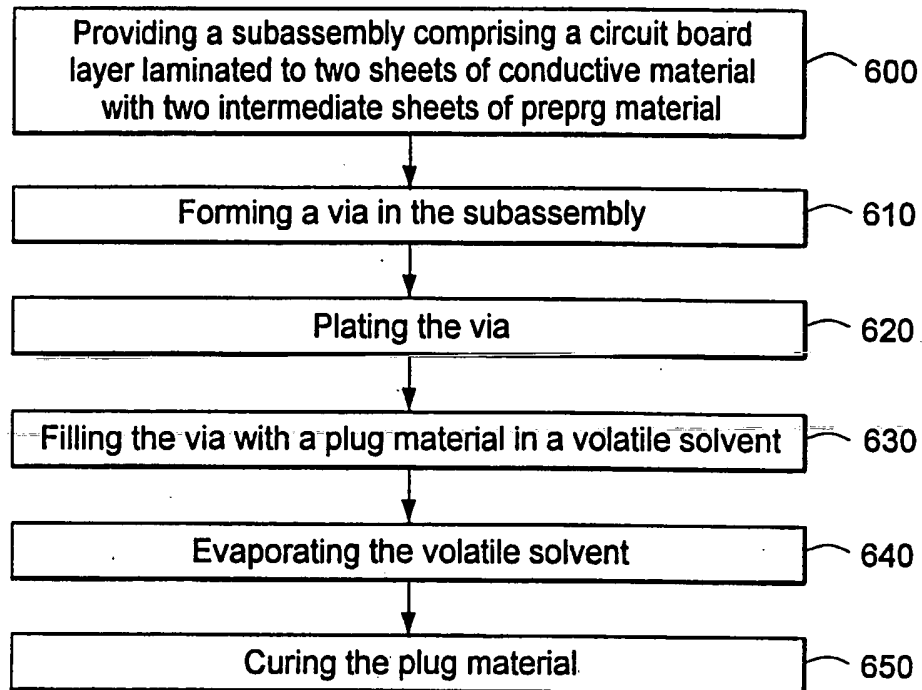 Providing a subassembly comprising a circuit board
layer laminated to two sheets of conductive material
with two intermediate sheets of preprg material
600
Forming a via in the subassembly
610
Plating the via
620
Filling the via with a plug material in a volatile solvent
630
Evaporating the volatile solvent
640
Curing the plug material
650